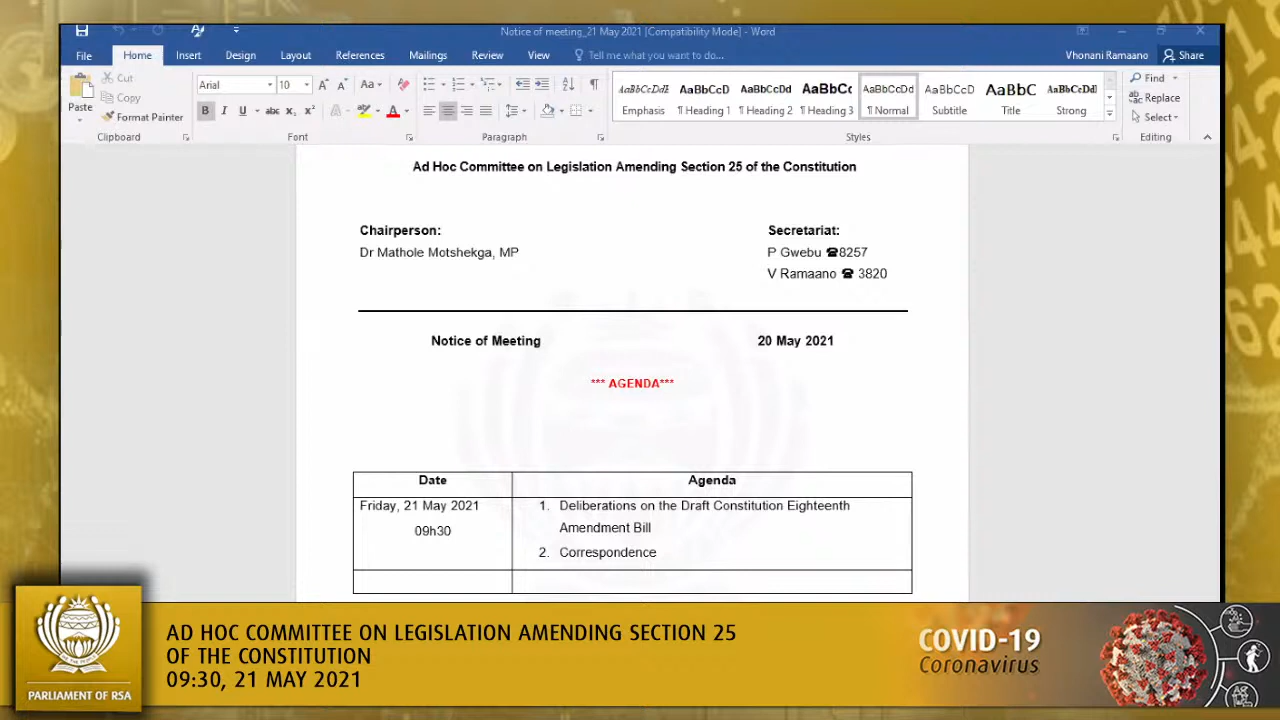 Notice of meeting_21 May 2021 [Compatibility Mode] - Word
File Home Insert Design Layout References Mailings Review View Tell me what you want to do... Vhonani Ramaano Share
Paste
Cut
Copy
Format Painter
Clipboard
Arial 10
Font
Paragraph
AaBbCcDdE AaBbCcD AaBbCcDd AaBbCc AaBbCcDd AaBbCcD AaBbC AaBbCcDd
Emphasis ¶ Heading 1 ¶ Heading 2 ¶ Heading 3 ¶ Normal Subtitle Title Strong
Styles
Find
Replace
Select
Editing
Ad Hoc Committee on Legislation Amending Section 25 of the Constitution
Chairperson: Secretariat:
Dr Mathole Motshekga, MP P Gwebu ☎8257
V Ramaano ☎ 3820
Notice of Meeting 20 May 2021
*** AGENDA***
Date Agenda
Friday, 21 May 2021 1. Deliberations on the Draft Constitution Eighteenth
09h30 Amendment Bill
2. Correspondence
AD HOC COMMITTEE ON LEGISLATION AMENDING SECTION 25
OF THE CONSTITUTION
09:30, 21 MAY 2021
PARLIAMENT OF RSA
COVID-19
Coronavirus